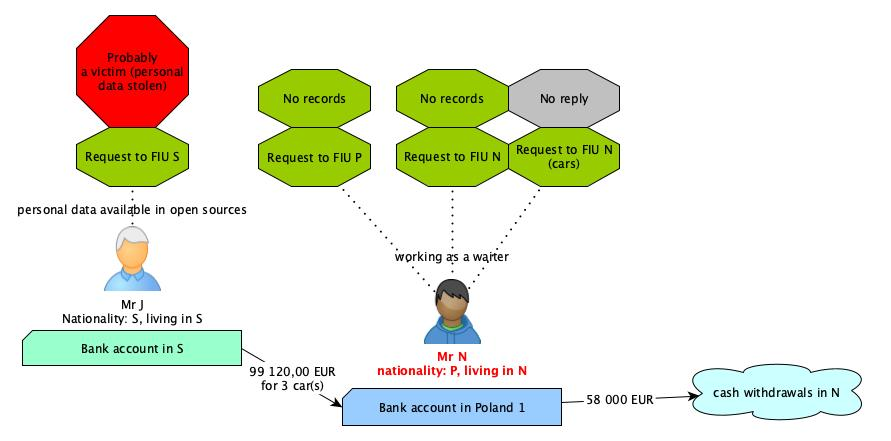 Probably
a victim (personal
data stolen)
No records
No records
No reply
Request to FIU S
Request to FIU P
Request to FIU N
Request to FIU N
(cars)
personal data available in open sources
working as a waiter
Mr J
Nationality: S, living in S
Bank account in S
Mr N
nationality: P, living in N
99 120,00 EUR
for 3 car(s)
Bank account in Poland 1
58 000 EUR
cash withdrawals in N